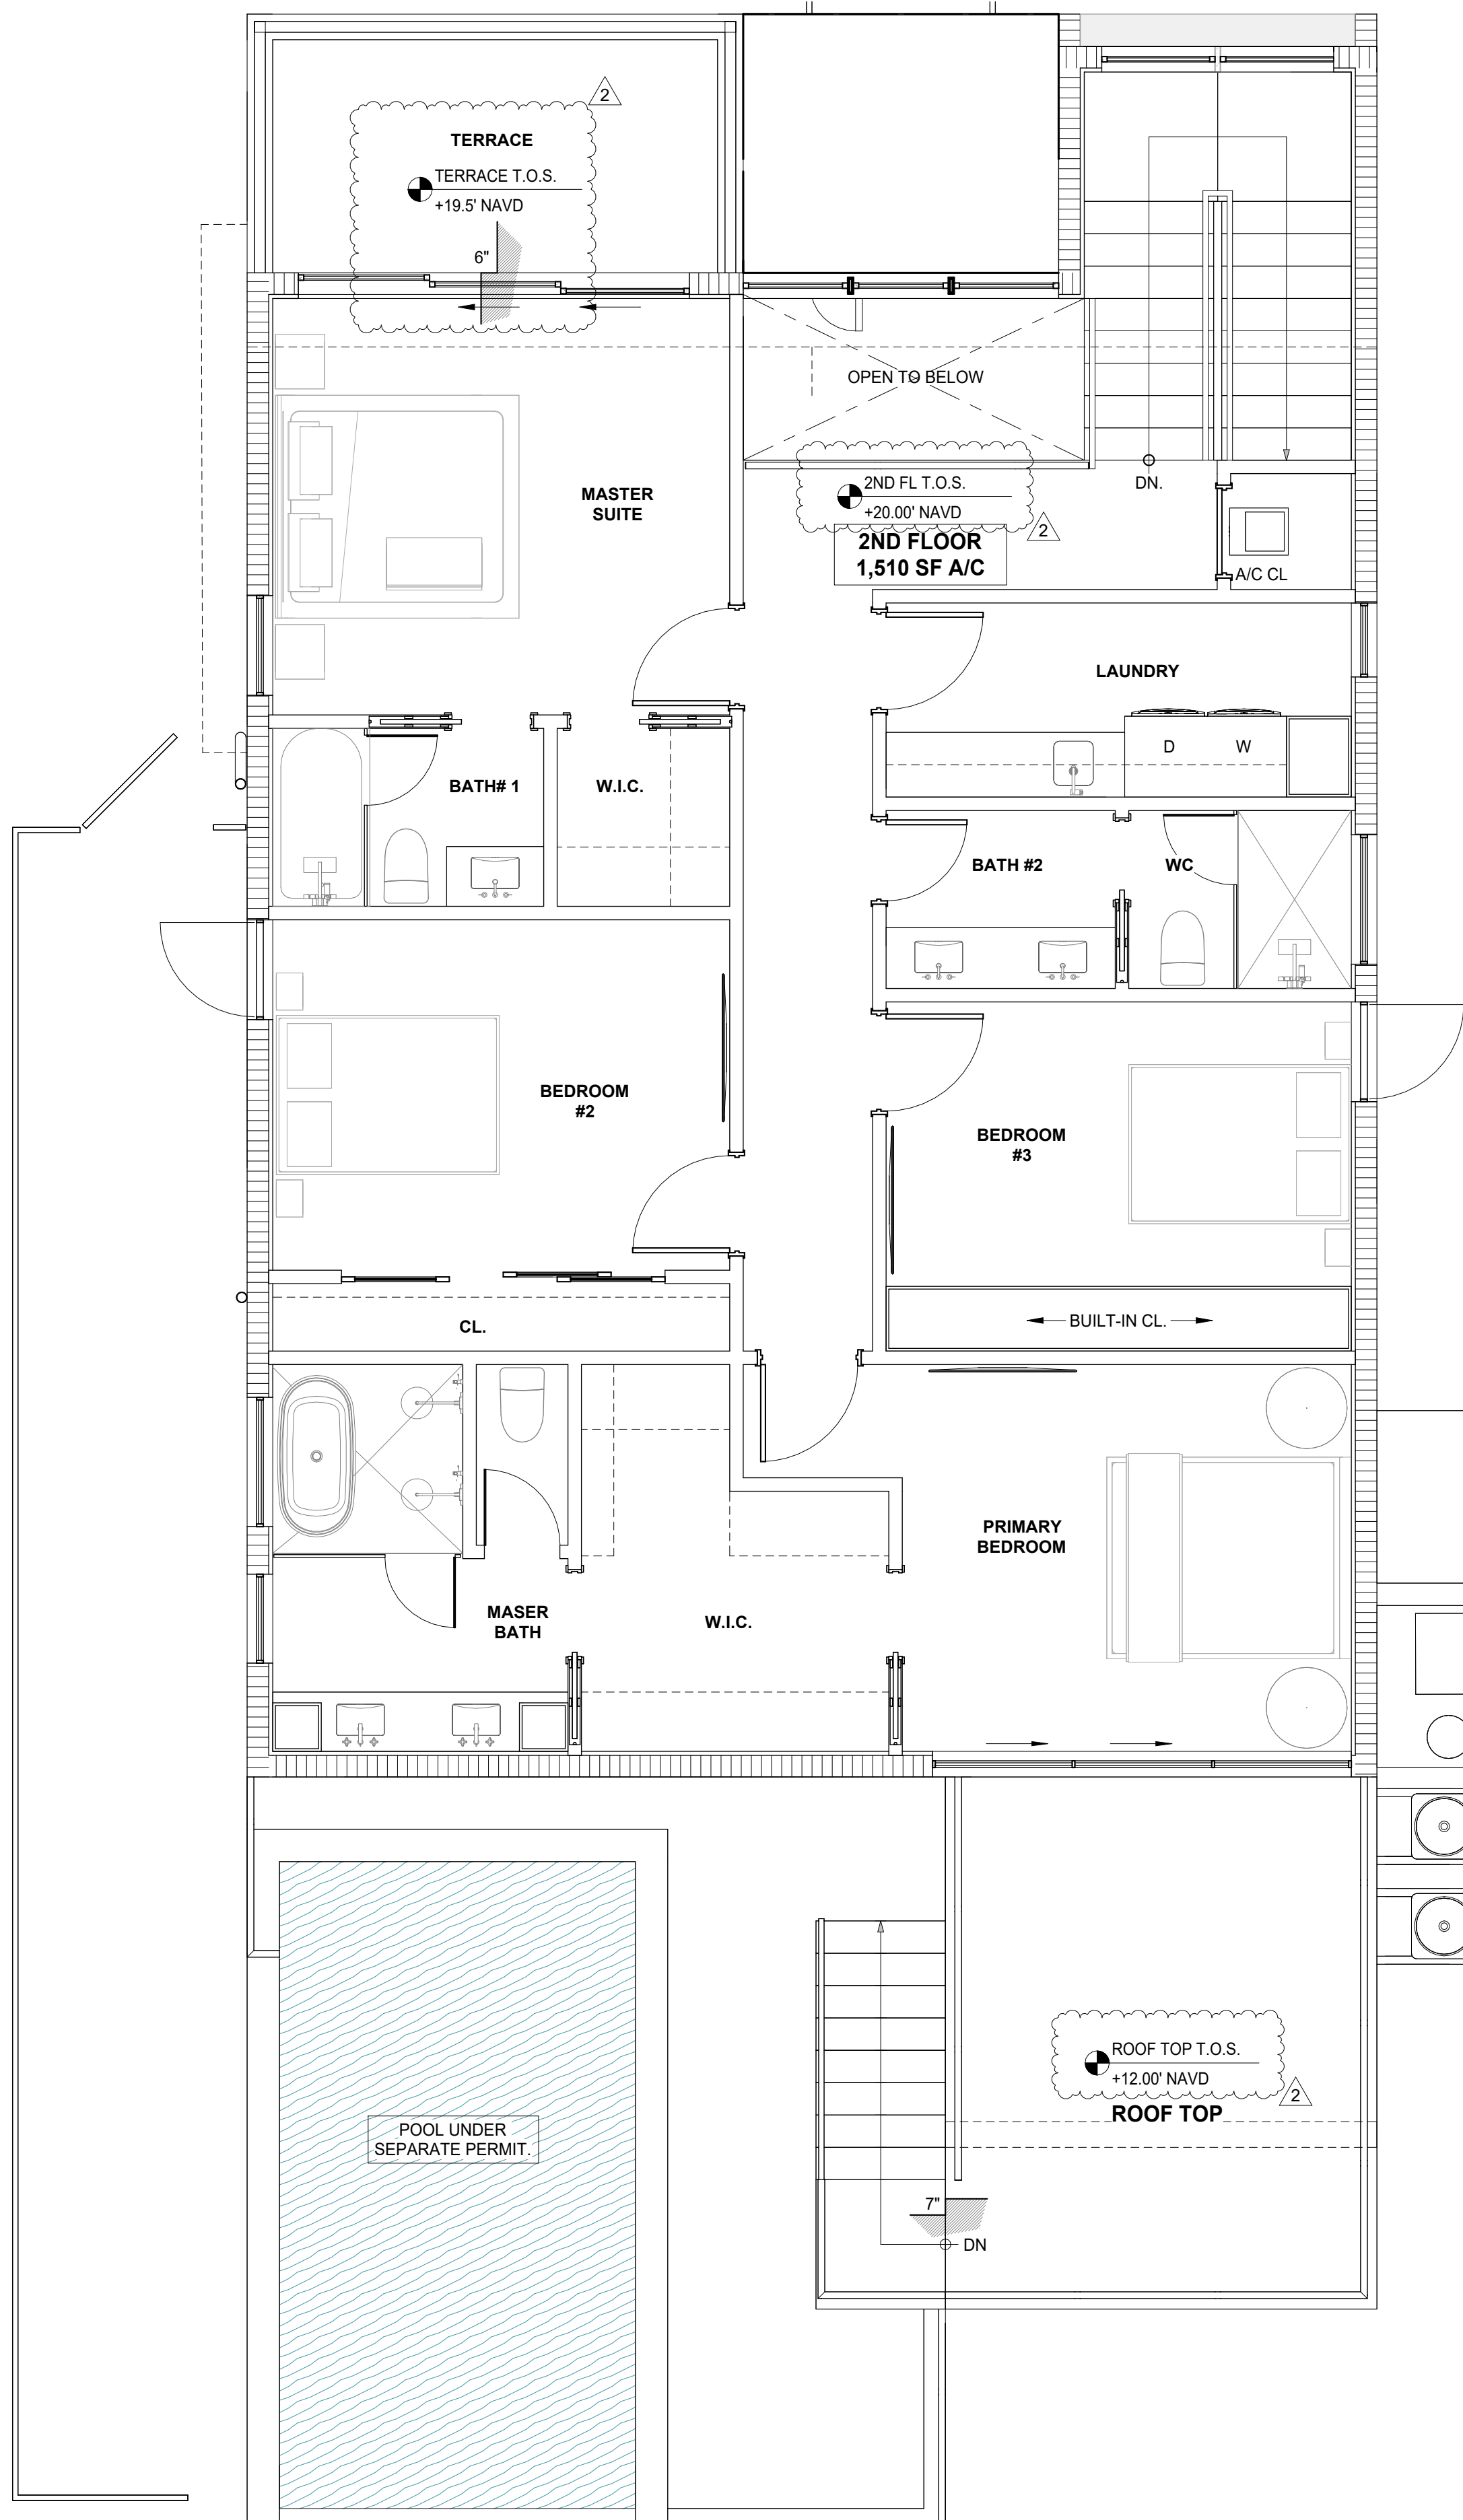 2
TERRACE
TERRACE T.O.S.
+19.5' NAVD
6"
OPEN TO BELOW
2ND FL T.O.S.
+20.00' NAVD
2
2ND FLOOR
1,510 SF A/C
DN.
A/C CL
MASTER
SUITE
LAUNDRY
D
W
BATH# 1
W.I.C.
BATH #2
WC
BEDROOM
#2
BEDROOM
#3
BUILT-IN CL.
CL.
PRIMARY
BEDROOM
MASER
BATH
W.I.C.
ROOF TOP T.O.S.
+12.00' NAVD
2
ROOF TOP
POOL UNDER
SEPARATE PERMIT.
7"
DN